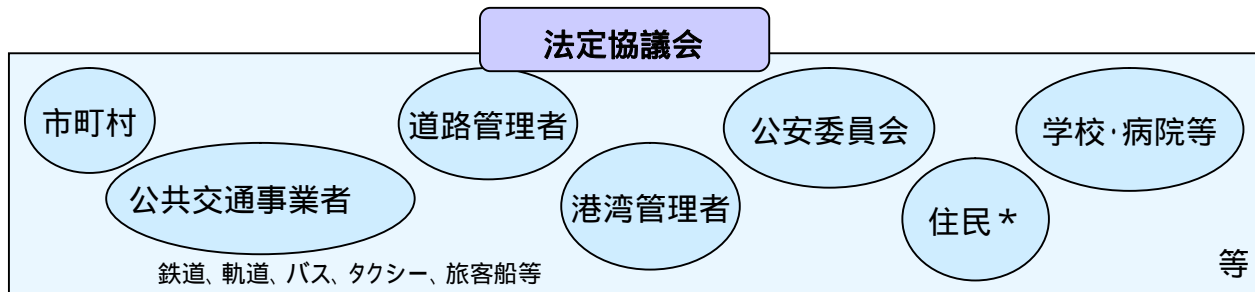 法定協議会
市町村
道路管理者
公安委員会
学校・病院等
公共交通事業者
港湾管理者
住民*
鉄道、軌道、バス、タクシー、旅客船等
等